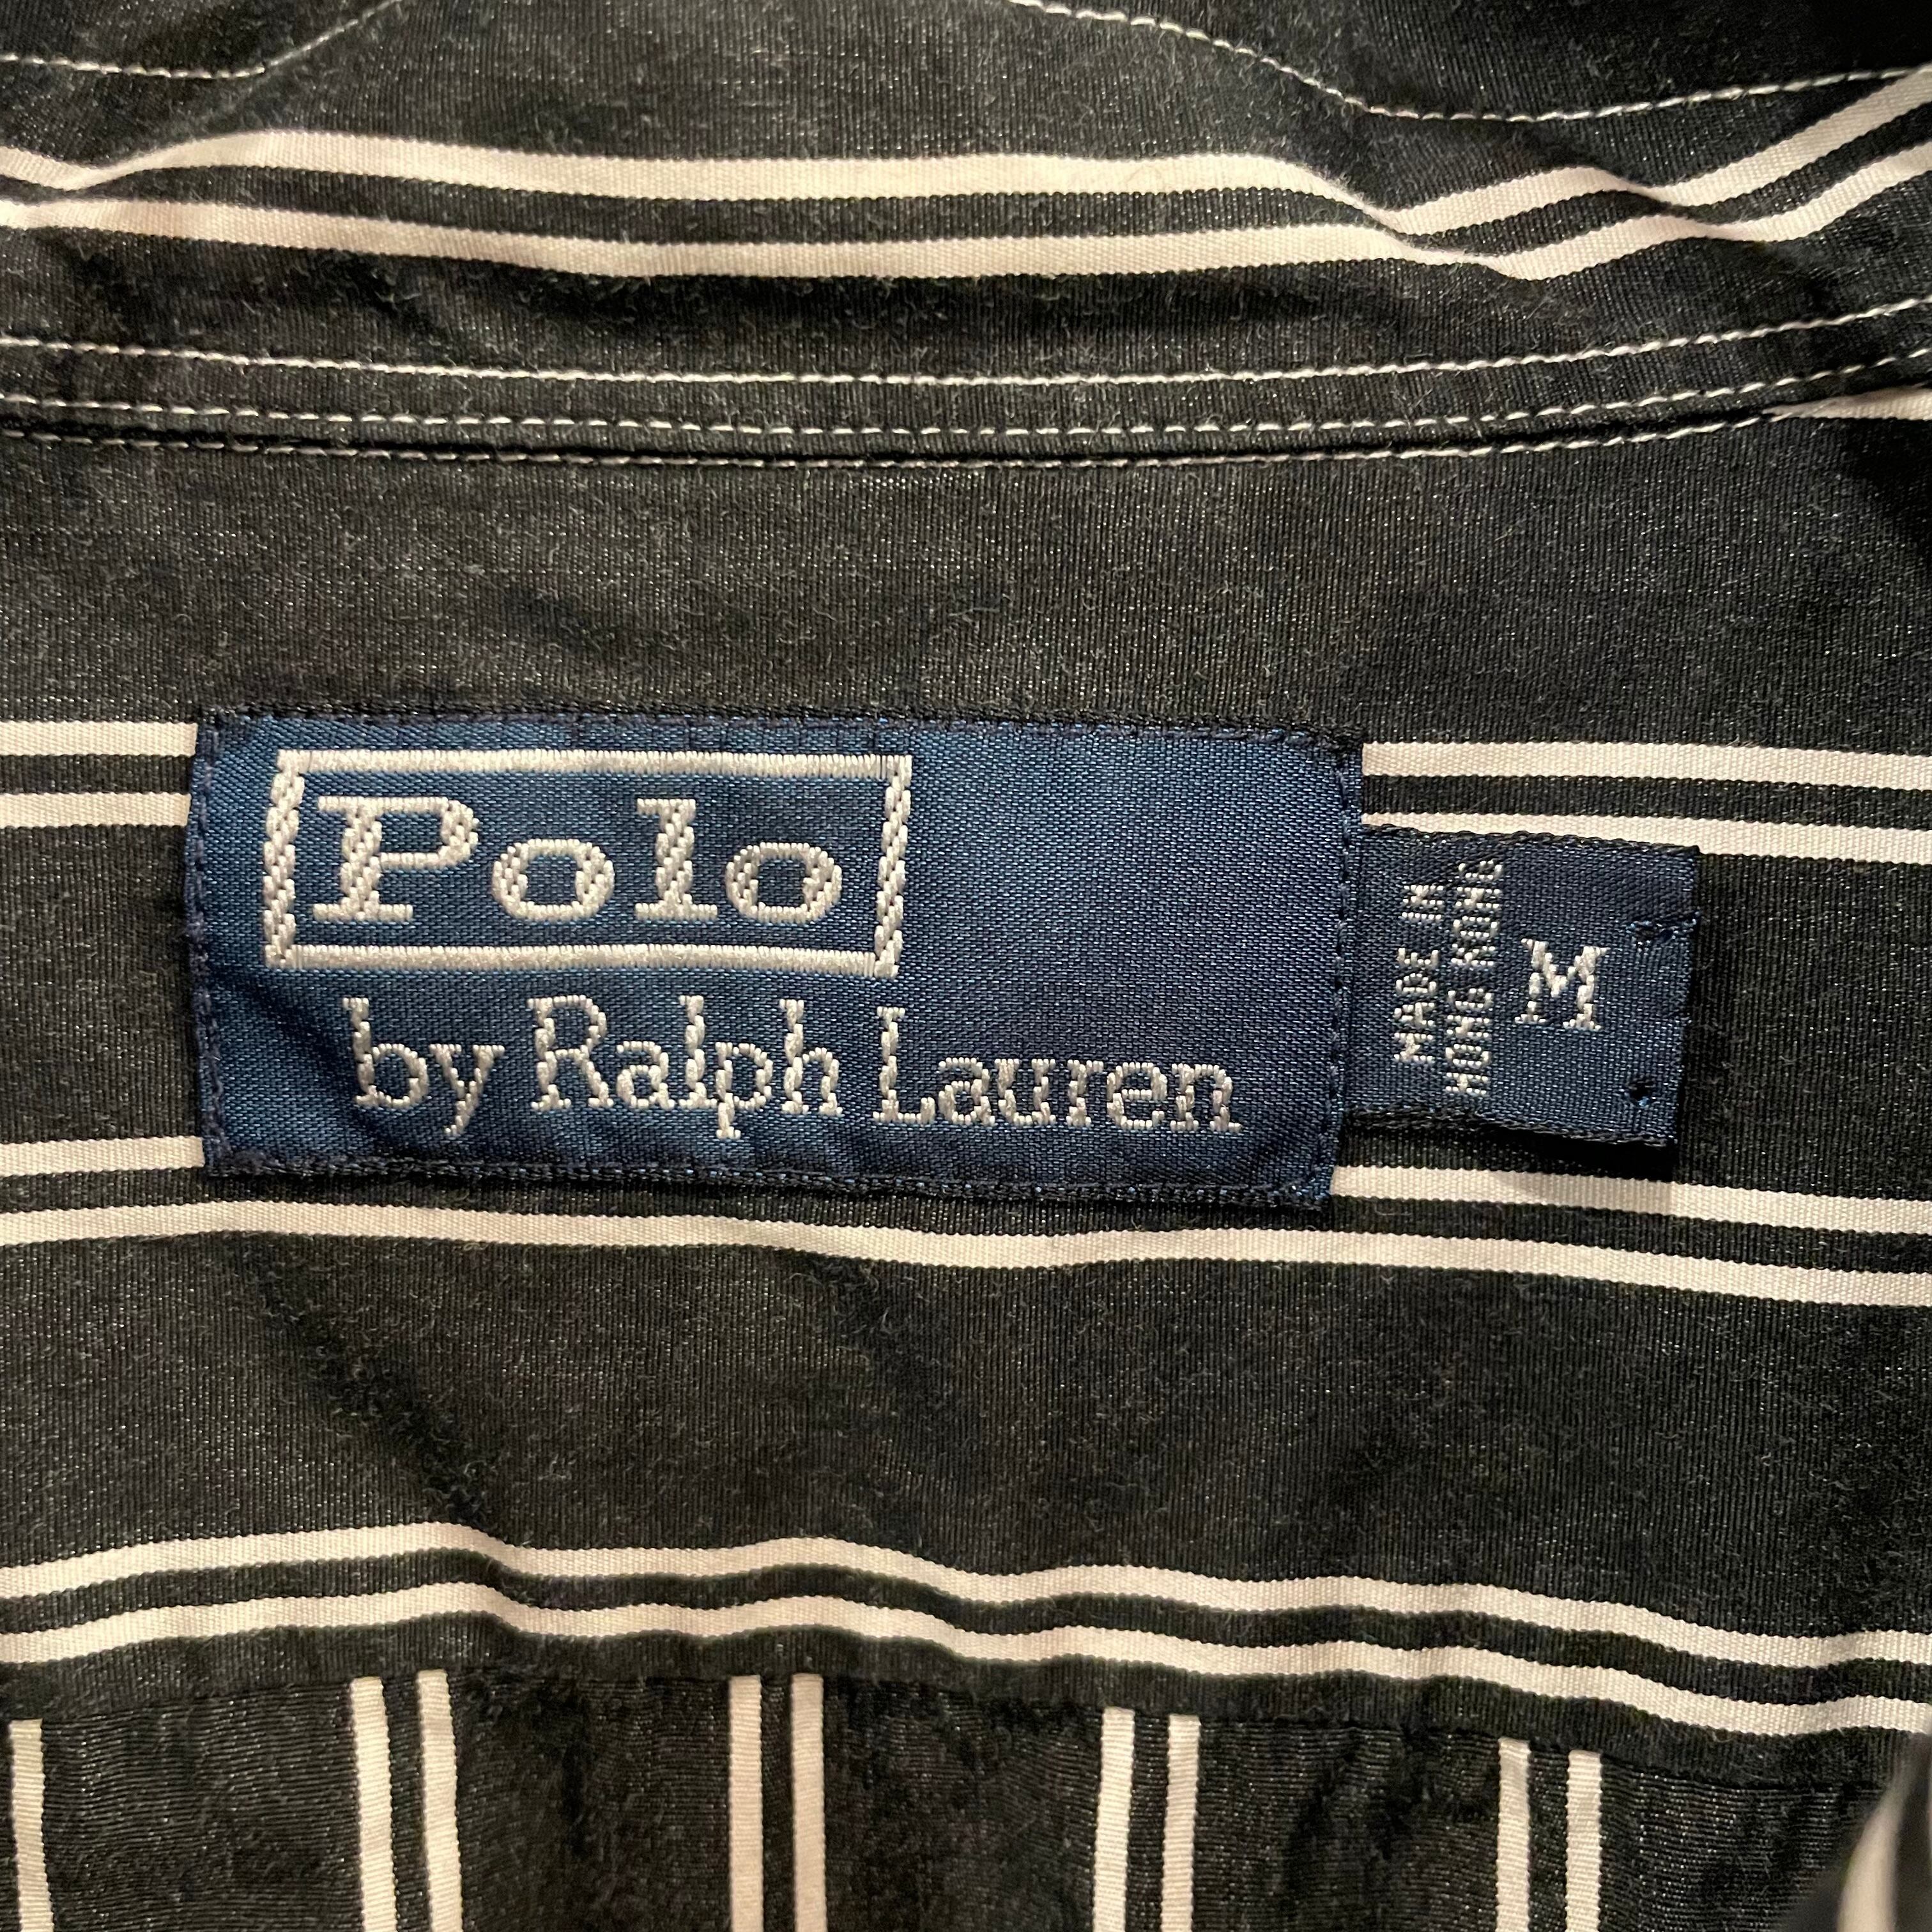 Polo
by Ralph Lauren
MADE IN
HONG KONG
M